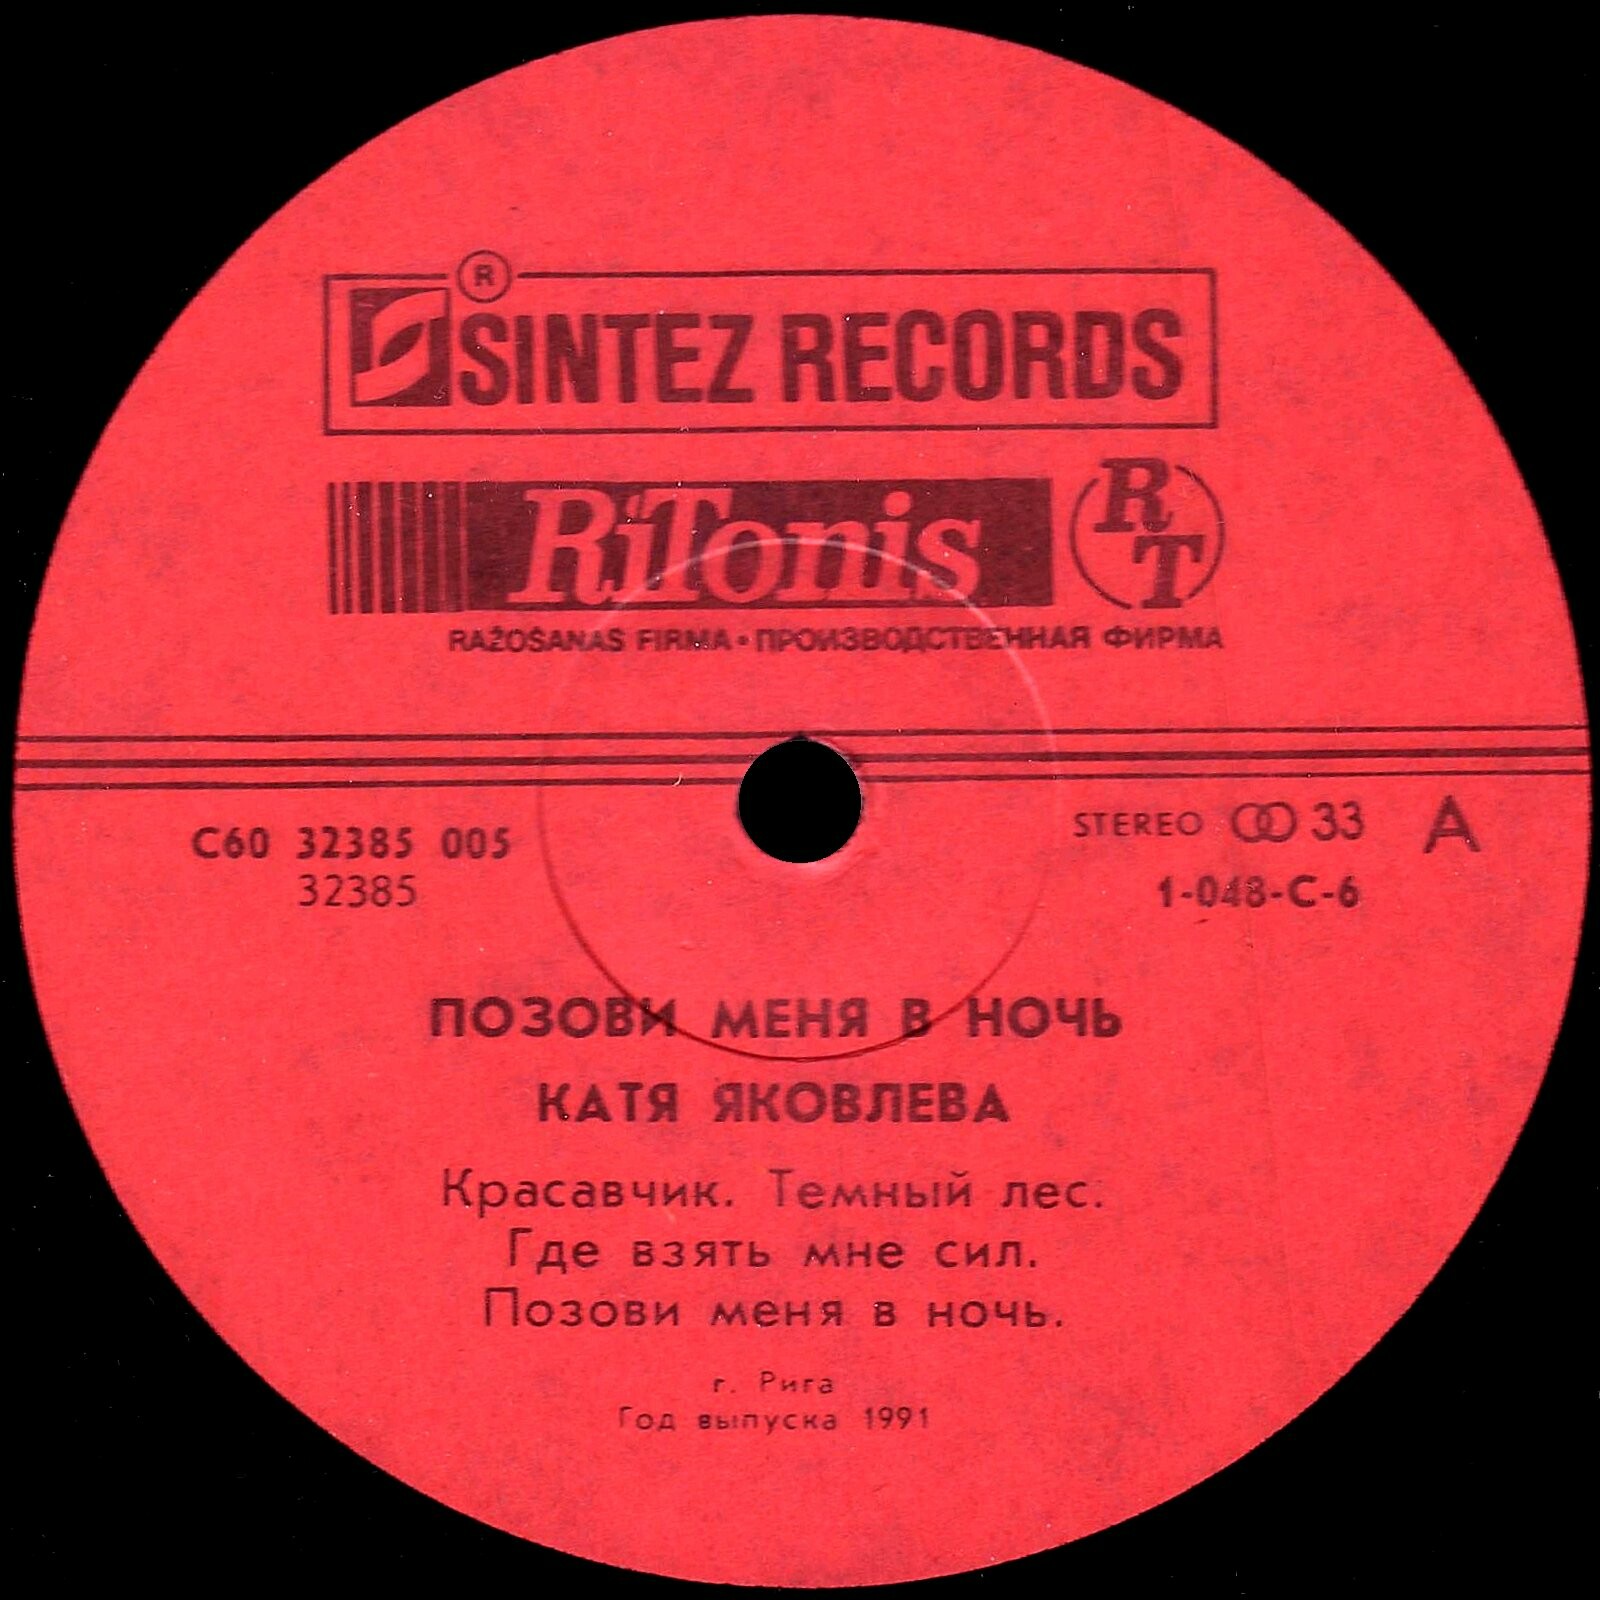 ®
SINTEZ RECORDS
RiTonis RT
RAŽOŠANAS FIRMA • ПРОИЗВОДСТВЕННАЯ ФИРМА
С60 32385 005
32385
STEREO 33 A
1-048-С-6
ПОЗОВИ МЕНЯ В НОЧЬ
КАТЯ ЯКОВЛЕВА
Красавчик. Темный лес.
Где взять мне сил.
Позови меня в ночь.
г. Рига
Год выпуска 1991